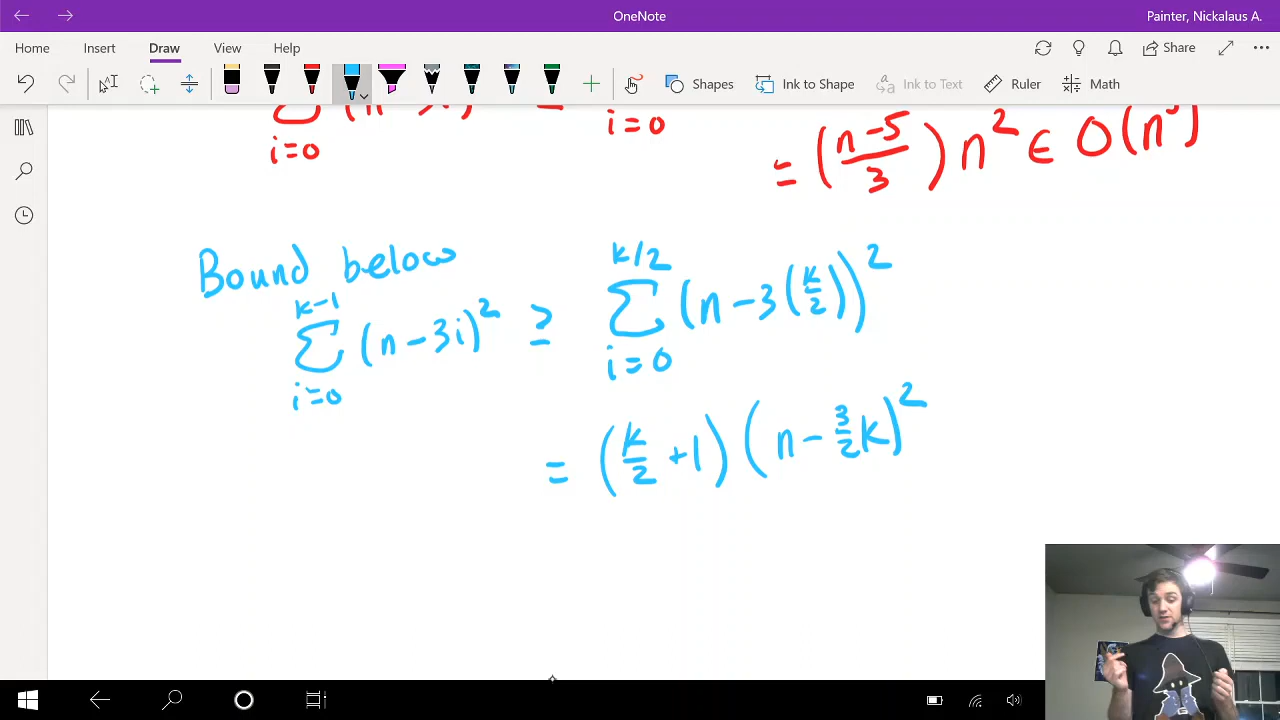 OneNote
Painter, Nickalaus A.
Home Insert Draw View Help Share
Shapes Ink to Shape Ink to Text Ruler Math
i=0 i=0
= (n-5/3) n² ∈ O(n³)
Bound below
k-1 ∑ i=0 (n-3i)² ≥ k/2 ∑ i=0 (n-3(k/2))²
= (k/2 +1) (n - 3/2 k)²